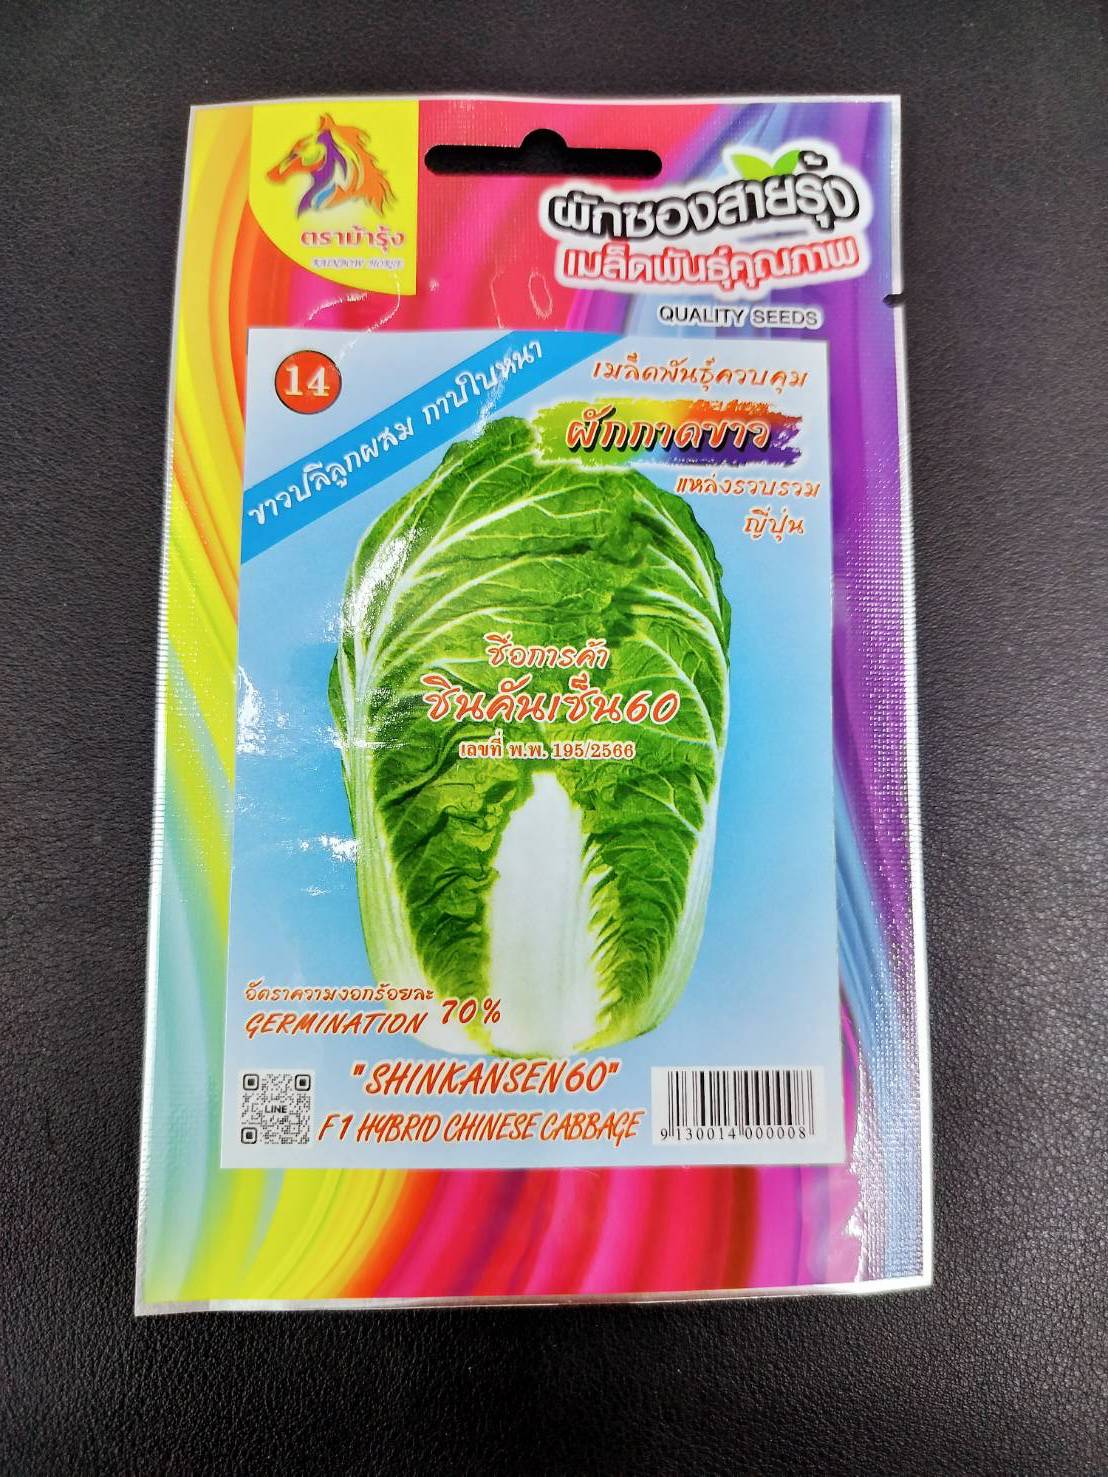 ตราม้ารุ้ง
RAINBOW HORSE
ผักซองสายรุ้ง
เมล็ดพันธุ์คุณภาพ
QUALITY SEEDS
14
ขาวปลีลูกผสม กาบใบหนา
เมล็ดพันธุ์ควบคุม
ผักกาดขาว
แหล่งรวบรวม
ญี่ปุ่น
ชื่อการค้า
ชินคันเซ็น60
เลขที่ พ.พ. 195/2566
อัตราความงอกร้อยละ
GERMINATION 70%
"SHINKANSEN60"
F1 HYBRID CHINESE CABBAGE
LINE
9 130014 000008